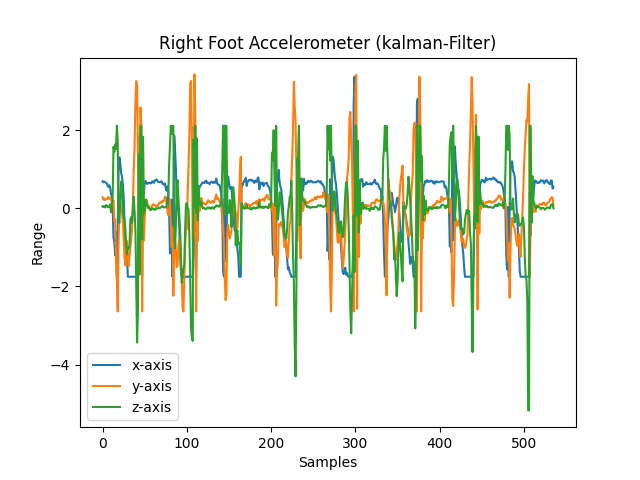 Right Foot Accelerometer (kalman-Filter)
Range
2
0
−2
−4
x-axis
y-axis
z-axis
0 100 200 300 400 500
Samples